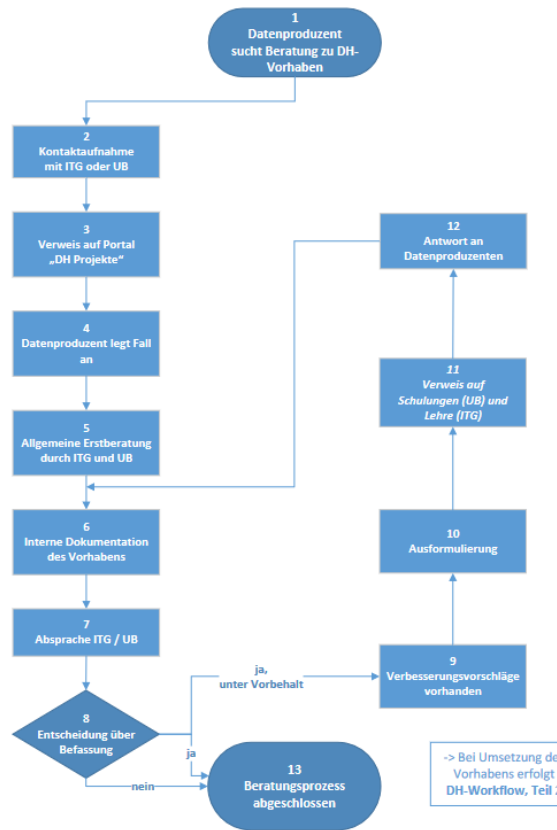 1
Datenproduzent
sucht Beratung zu DH-
Vorhaben
2
Kontaktaufnahme
mit ITG oder UB
3
Verweis auf Portal
„DH Projekte“
4
Datenproduzent legt Fall
an
5
Allgemeine Erstberatung
durch ITG und UB
6
Interne Dokumentation
des Vorhabens
7
Absprache ITG / UB
8
Entscheidung über
Befassung
ja,
unter Vorbehalt
ja
nein
9
Verbesserungsvorschläge
vorhanden
10
Ausformulierung
11
Verweis auf
Schulungen (UB) und
Lehre (ITG)
12
Antwort an
Datenproduzenten
13
Beratungsprozess
abgeschlossen
-> Bei Umsetzung de
Vorhabens erfolgt
DH-Workflow, Teil